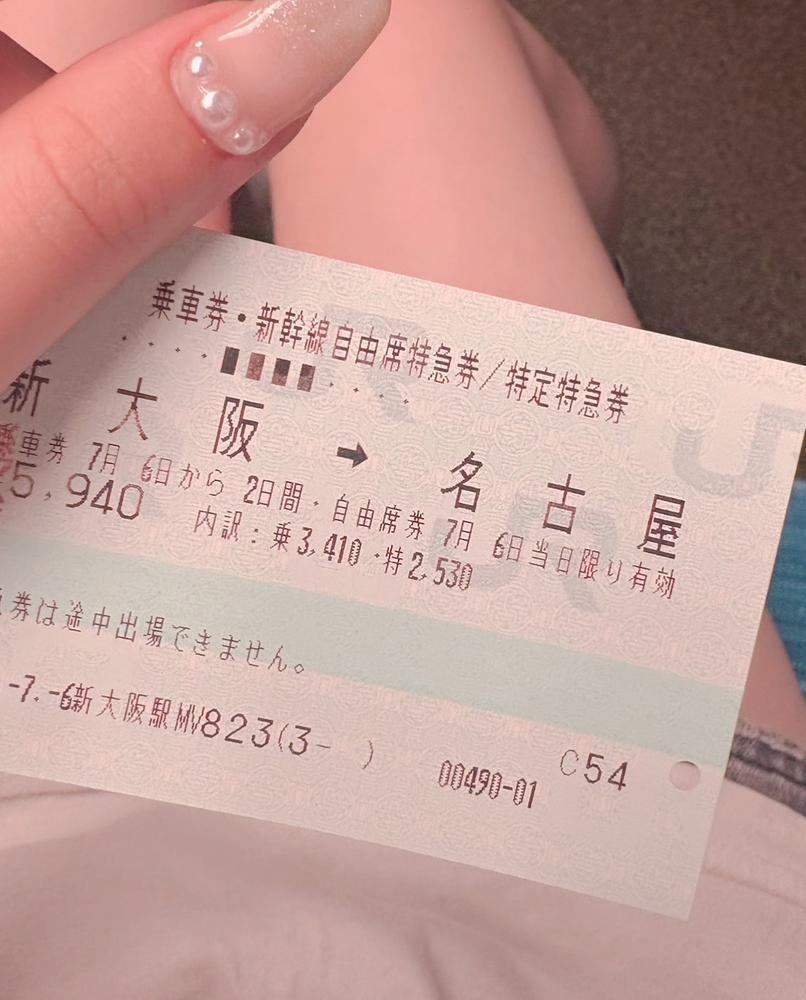 乗車券・新幹線自由席特急券/特定特急券
新大阪 ➡ 名古屋
乗車券 7月 6日から 2日間・自由席券 7月 6日当日限り有効
5,940 内訳：乗3,410・特2,530
券は途中出場できません。
-7.-6新大阪駅MV823(3- ) 00490-01 C54